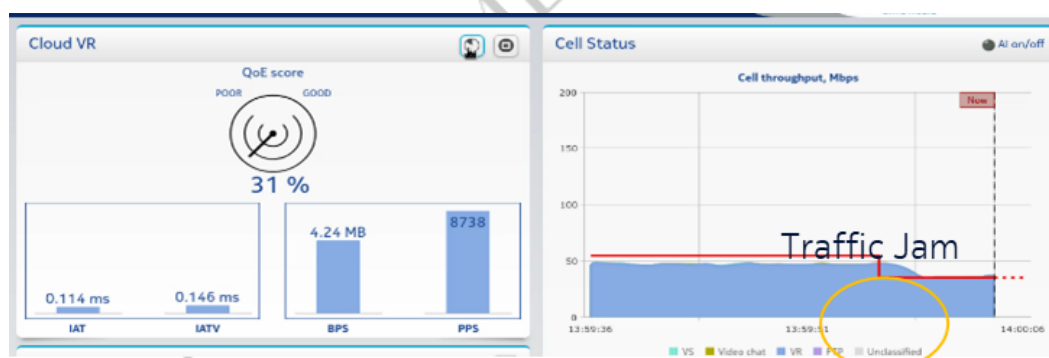 Cloud VR
QoE score
POOR
GOOD
31 %
4.24 MB
8738
0.114 ms
0.146 ms
IAT
IATV
BPS
PPS
Cell Status
AI on/off
Cell throughput, Mbps
200
Now
150
100
Traffic Jam
50
0
13:59:36
13:59:51
14:00:06
VS
Video chat
VR
FTP
Unclassified